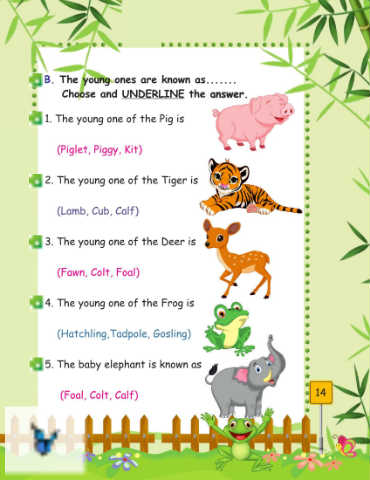 B. The young ones are known as.......
Choose and UNDERLINE the answer.
1. The young one of the Pig is
(Piglet, Piggy, Kit)
2. The young one of the Tiger is
(Lamb, Cub, Calf)
3. The young one of the Deer is
(Fawn, Colt, Foal)
4. The young one of the Frog is
(Hatchling,Tadpole, Gosling)
5. The baby elephant is known as
(Foal, Colt, Calf)
14